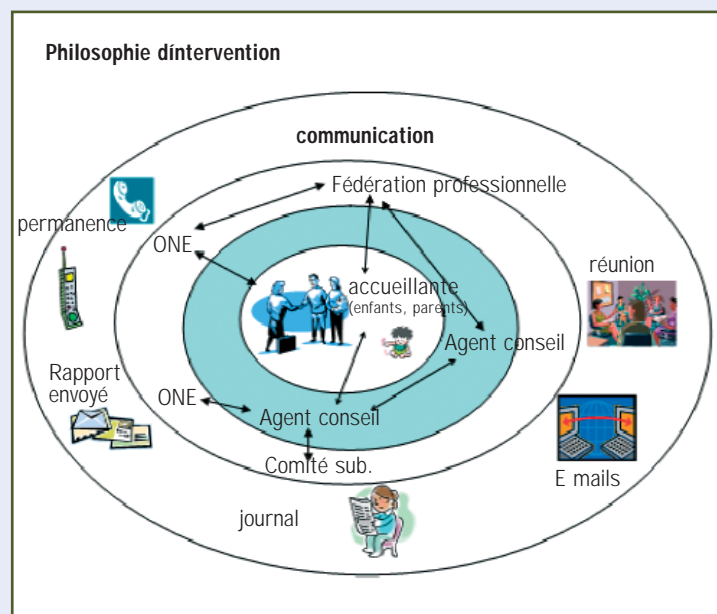 Philosophie díntervention
communication
Fédération professionnelle
permanence
ONE
réunion
accueillante
(enfants, parents)
Agent conseil
Rapport
envoyé
ONE
Agent conseil
Comité sub.
E mails
journal